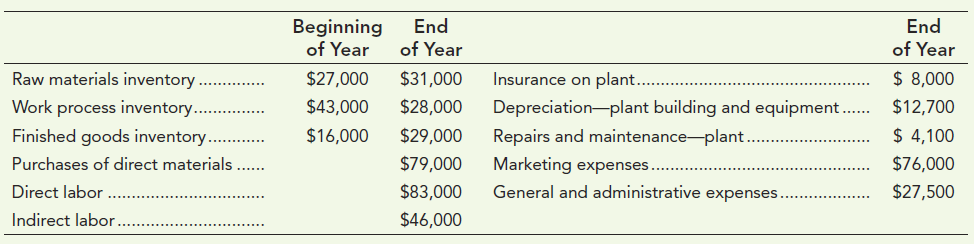 Beginning End End
of Year of Year of Year
Raw materials inventory .............. $27,000 $31,000 Insurance on plant................................................. $ 8,000
Work process inventory............... $43,000 $28,000 Depreciation—plant building and equipment ...... $12,700
Finished goods inventory............ $16,000 $29,000 Repairs and maintenance—plant.......................... $ 4,100
Purchases of direct materials ...... $79,000 Marketing expenses.............................................. $76,000
Direct labor ................................. $83,000 General and administrative expenses................... $27,500
Indirect labor ............................... $46,000